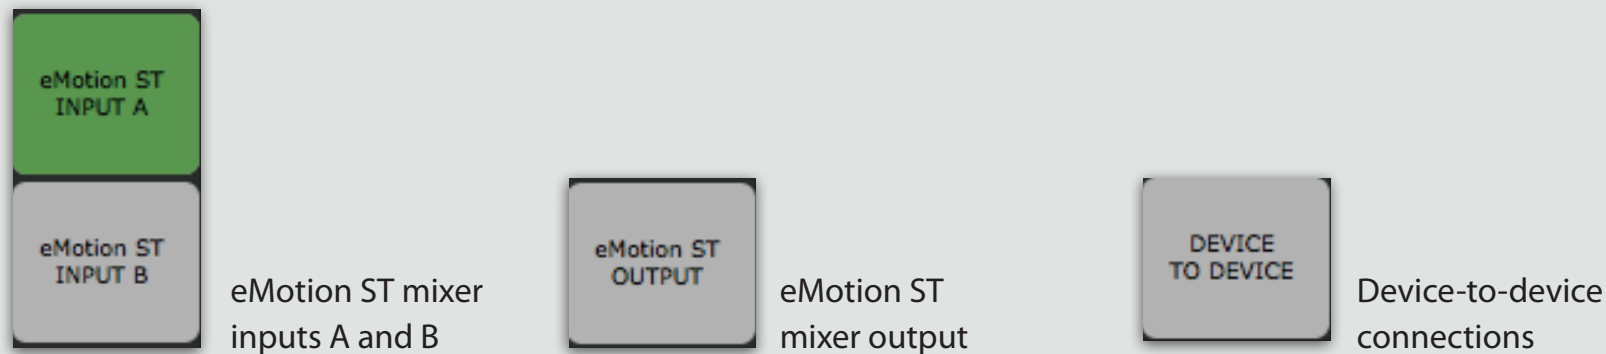 eMotion ST
INPUT A
eMotion ST
INPUT B
eMotion ST mixer
inputs A and B
eMotion ST
OUTPUT
eMotion ST
mixer output
DEVICE
TO DEVICE
Device-to-device
connections